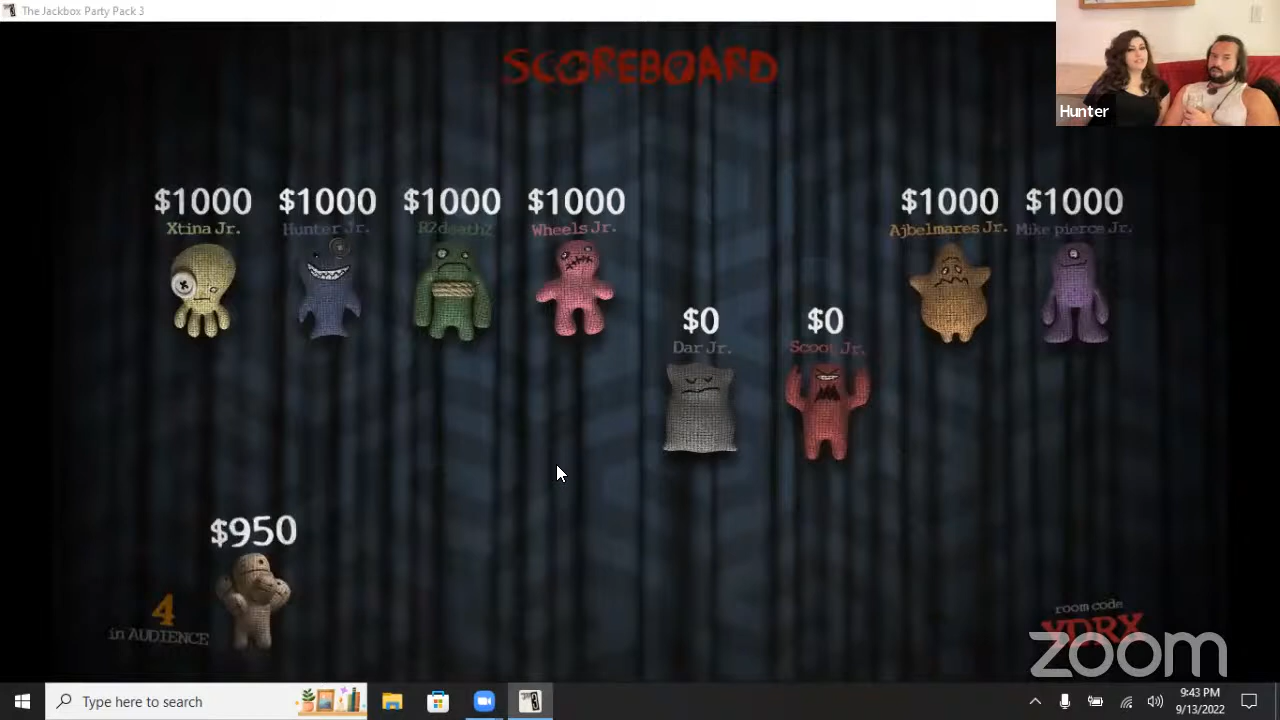 The Jackbox Party Pack 3
SCOREBOARD
Hunter
$1000 $1000 $1000 $1000 $1000 $1000
Xtina Jr. Hunter Jr. R2death2 Wheels Jr. Ajbelmares Jr. Mike pierce Jr.
$0 $0
Dar Jr. Scoot Jr.
$950
4
in AUDIENCE
room code
YDRX
zoom
Type here to search
9:43 PM
9/13/2022